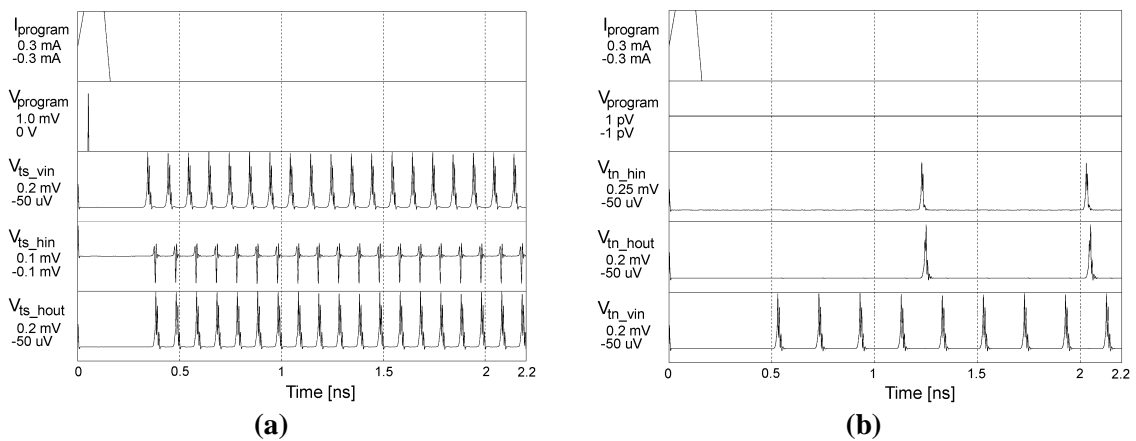 I_program
0.3 mA
-0.3 mA
V_program
1.0 mV
0 V
V_ts_vin
0.2 mV
-50 uV
V_ts_hin
0.1 mV
-0.1 mV
V_ts_hout
0.2 mV
-50 uV
0 0.5 1 1.5 2 2.2
Time [ns]
(a)
I_program
0.3 mA
-0.3 mA
V_program
1 pV
-1 pV
V_tn_hin
0.25 mV
-50 uV
V_tn_hout
0.2 mV
-50 uV
V_tn_vin
0.2 mV
-50 uV
0 0.5 1 1.5 2 2.2
Time [ns]
(b)